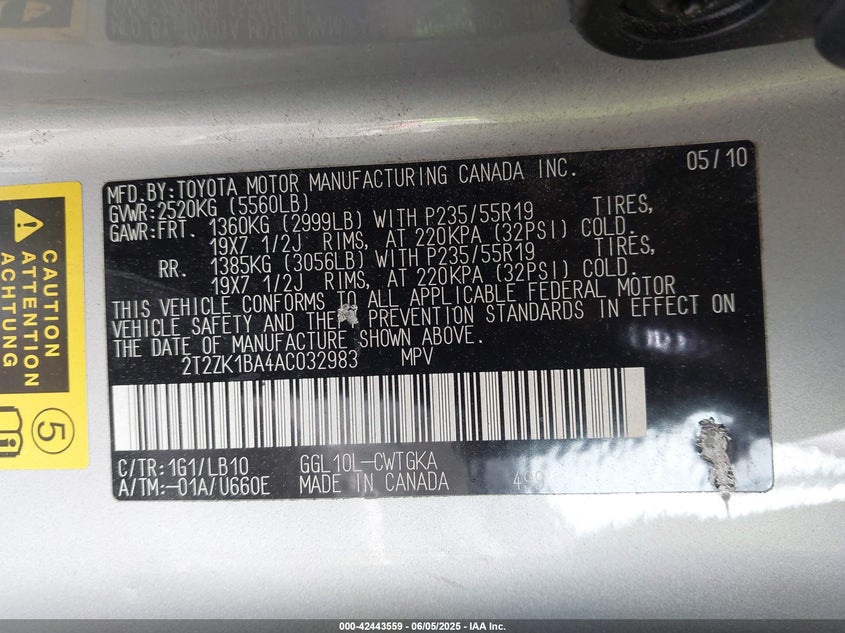 MFD.BY:TOYOTA MOTOR MANUFACTURING CANADA INC. 05/10
GVWR:2520KG (5560LB)
GAWR:FRT. 1360KG (2999LB) WITH P235/55R19 TIRES,
19X7 1/2J RIMS, AT 220KPA (32PSI) COLD.
RR. 1385KG (3056LB) WITH P235/55R19 TIRES,
19X7 1/2J RIMS, AT 220KPA (32PSI) COLD.
THIS VEHICLE CONFORMS TO ALL APPLICABLE FEDERAL MOTOR
VEHICLE SAFETY AND THEFT PREVENTION STANDARDS IN EFFECT ON
THE DATE OF MANUFACTURE SHOWN ABOVE.
2T2ZK1BA4AC032983 MPV
C/TR:1G1/LB10 GGL10L-CWTGKA
A/TM:-01A/U660E MADE IN CANADA
CAUTION
ATTENTION
ACHTUNG
5
000-42443559 - 06/05/2025 - IAA Inc.